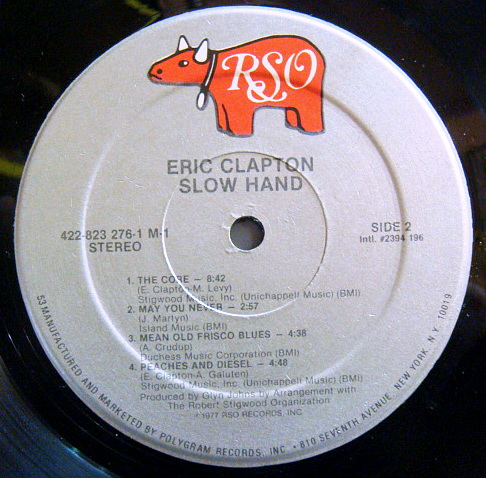 RSO
ERIC CLAPTON
SLOW HAND
422-823 276-1 M-1
STEREO
SIDE 2
Intl. #2394 196
1. THE CORE — 8:42
(E. Clapton-M. Levy)
Stigwood Music, Inc. (Unichappell Music) (BMI)
2. MAY YOU NEVER — 2:57
(J. Martyn)
Island Music (BMI)
3. MEAN OLD FRISCO BLUES — 4:38
(A. Crudup)
Duchess Music Corporation (BMI)
4. PEACHES AND DIESEL — 4:48
(E. Clapton-A. Galuten)
Stigwood Music, Inc. (Unichappell Music) (BMI)
Produced by Glyn Johns by Arrangement with
The Robert Stigwood Organization
℗ 1977 RSO RECORDS, INC.
53 MANUFACTURED AND MARKETED BY POLYGRAM RECORDS, INC • 810 SEVENTH AVENUE, NEW YORK, N.Y. 10019